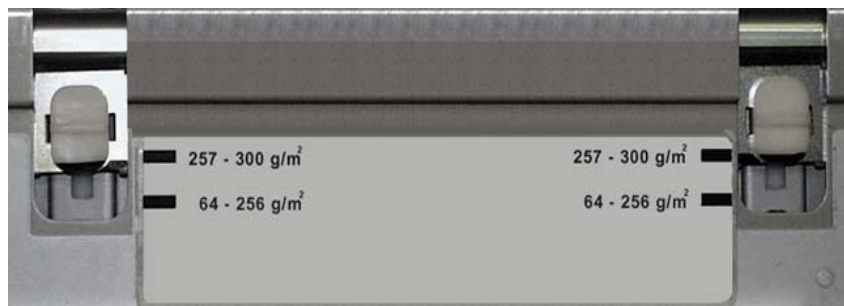 257 - 300 g/m² 257 - 300 g/m²
64 - 256 g/m² 64 - 256 g/m²